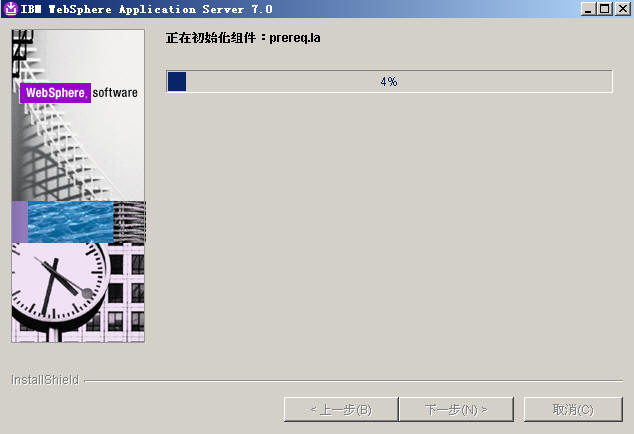 IBM WebSphere Application Server 7.0
正在初始化组件：prereq.la
WebSphere. software
4%
InstallShield
< 上一步(B)
下一步(N) >
取消(C)